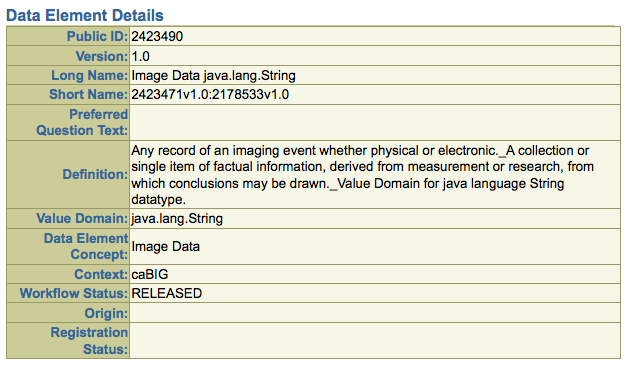 Data Element Details
Public ID: 2423490
Version: 1.0
Long Name: Image Data java.lang.String
Short Name: 2423471v1.0:2178533v1.0
Preferred
Question Text:
Definition: Any record of an imaging event whether physical or electronic._A collection or
single item of factual information, derived from measurement or research, from
which conclusions may be drawn._Value Domain for java language String
datatype.
Value Domain: java.lang.String
Data Element
Concept: Image Data
Context: caBIG
Workflow Status: RELEASED
Origin:
Registration
Status: